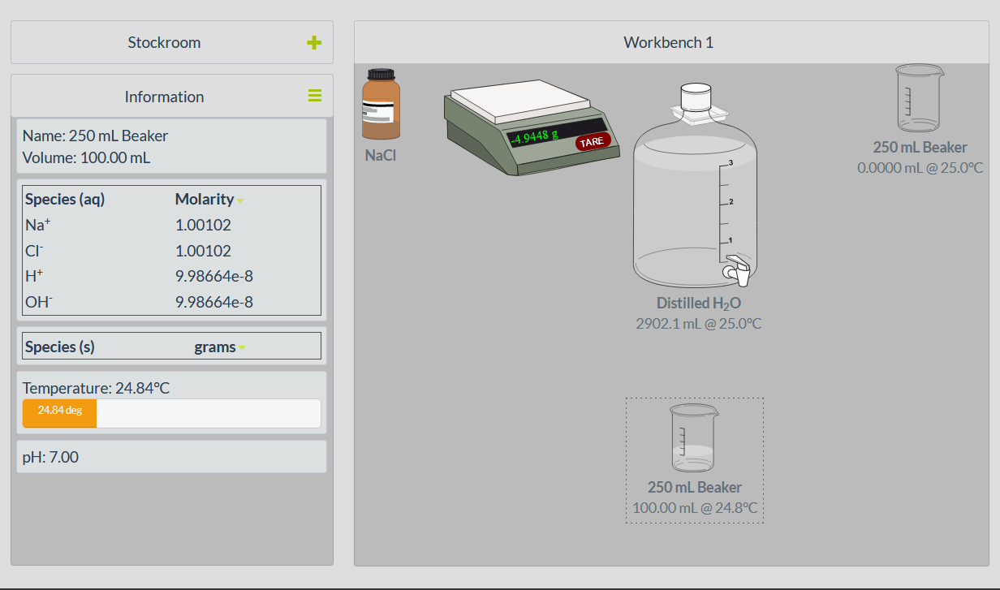 Stockroom
Information
Name: 250 mL Beaker
Volume: 100.00 mL
Species (aq) Molarity
Na⁺ 1.00102
Cl⁻ 1.00102
H⁺ 9.98664e-8
OH⁻ 9.98664e-8
Species (s) grams
Temperature: 24.84°C
24.84 deg
pH: 7.00
Workbench 1
NaCl
-4.9448 g
TARE
3
2
1
Distilled H₂O
2902.1 mL @ 25.0°C
250 mL Beaker
0.0000 mL @ 25.0°C
250 mL Beaker
100.00 mL @ 24.8°C